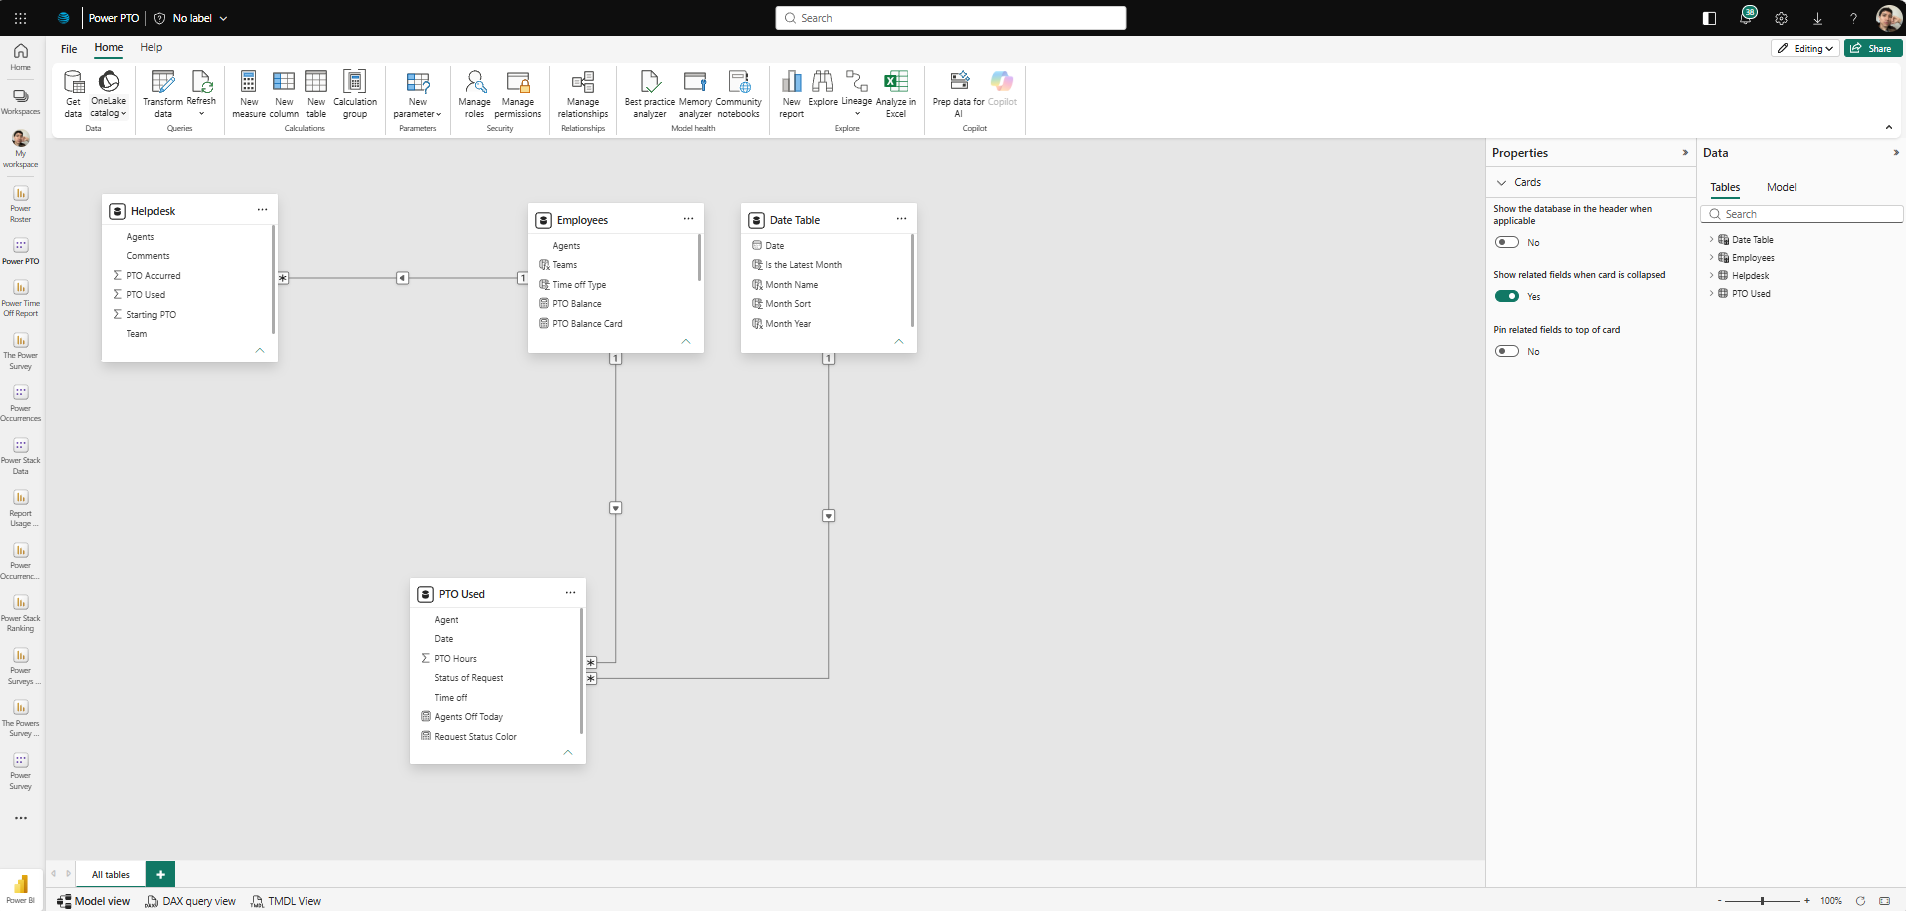 Power PTO
No label
Search
38
File
Home
Help
Editing
Share
Get data
OneLake catalog
Data
Transform data
Refresh
Queries
New measure
New column
New table
Calculation group
Calculations
New parameter
Parameters
Manage roles
Manage permissions
Security
Manage relationships
Relationships
Best practice analyzer
Memory analyzer
Community notebooks
Model health
New report
Explore
Lineage
Analyze in Excel
Explore
Prep data for AI
Copilot
Copilot
Home
Workspaces
My workspace
Power Roster
Power PTO
Power Time Off Report
The Power Survey
Power Occurrences
Power Stack Data
Report Usage ...
Power Occurrenc...
Power Stack Ranking
Power Surveys ...
The Powers Survey ...
Power Survey
Power BI
Helpdesk
Agents
Comments
PTO Accurred
PTO Used
Starting PTO
Team
Employees
Agents
Teams
Time off Type
PTO Balance
PTO Balance Card
Date Table
Date
Is the Latest Month
Month Name
Month Sort
Month Year
*
1
1
1
PTO Used
Agent
Date
PTO Hours
Status of Request
Time off
Agents Off Today
Request Status Color
*
*
Properties
Cards
Show the database in the header when
applicable
No
Show related fields when card is collapsed
Yes
Pin related fields to top of card
No
Data
Tables
Model
Search
Date Table
Employees
Helpdesk
PTO Used
All tables
+
Model view
DAX query view
TMDL View
- + 100%